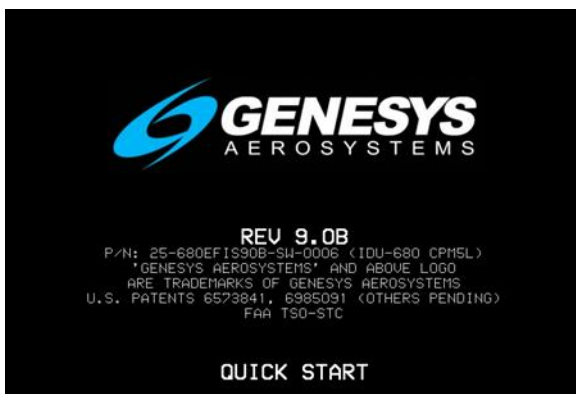 GENESYS
AEROSYSTEMS
REV 9.0B
P/N: 25-680EFIS90B-SW-0006 (IDU-680 CPM5L)
'GENESYS AEROSYSTEMS' AND ABOVE LOGO
ARE TRADEMARKS OF GENESYS AEROSYSTEMS
U.S. PATENTS 6573841, 6985091 (OTHERS PENDING)
FAA TSO-STC
QUICK START